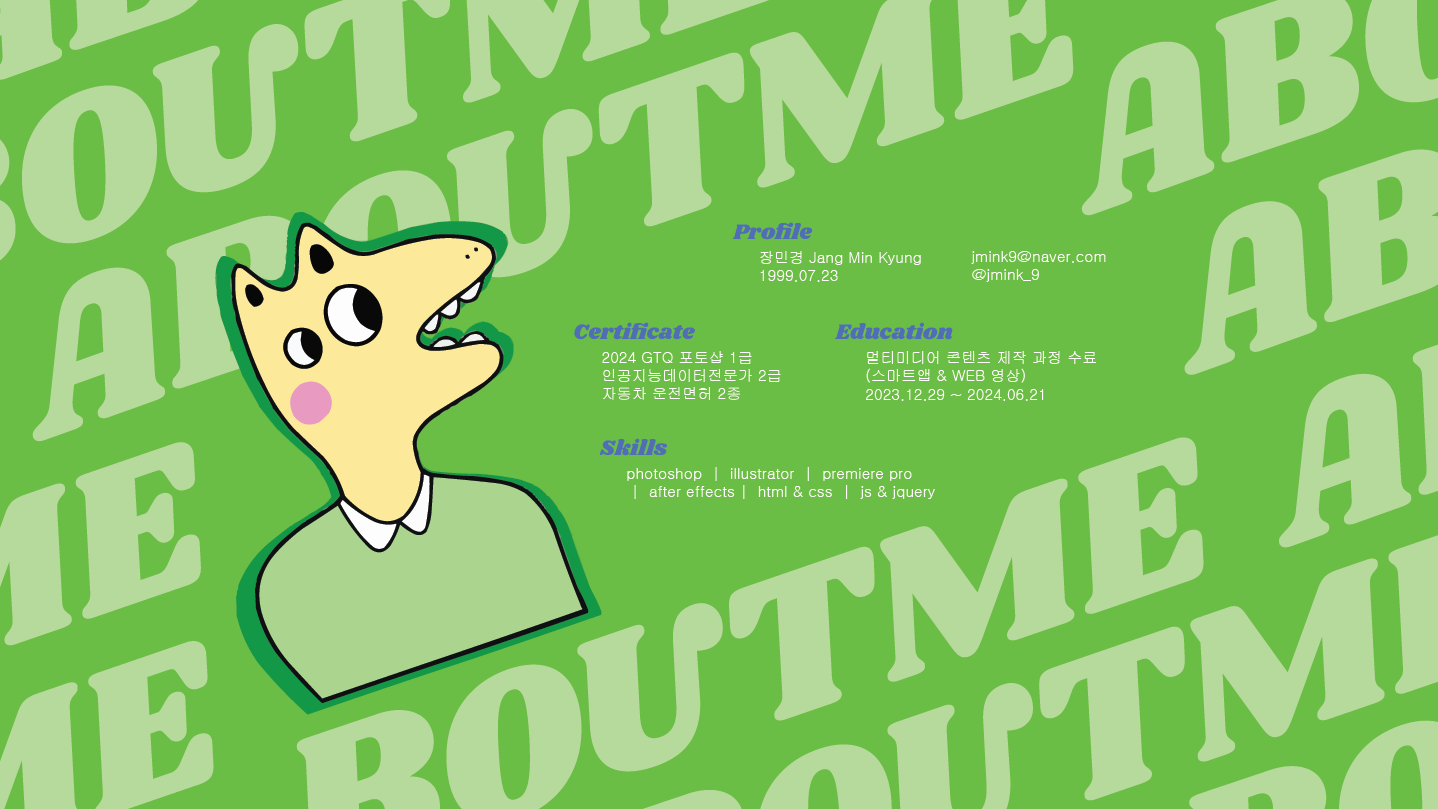 ABOUTME
ABOUTME
ABOUTME
Profile
장민경 Jang Min Kyung
1999.07.23
jmink9@naver.com
@jmink_9
Certificate
2024 GTQ 포토샵 1급
인공지능데이터전문가 2급
자동차 운전면허 2종
Education
멀티미디어 콘텐츠 제작 과정 수료
(스마트앱 & WEB 영상)
2023.12.29 ~ 2024.06.21
Skills
photoshop | illustrator | premiere pro
| after effects | html & css | js & jquery
ABOUTME
ABOUTME